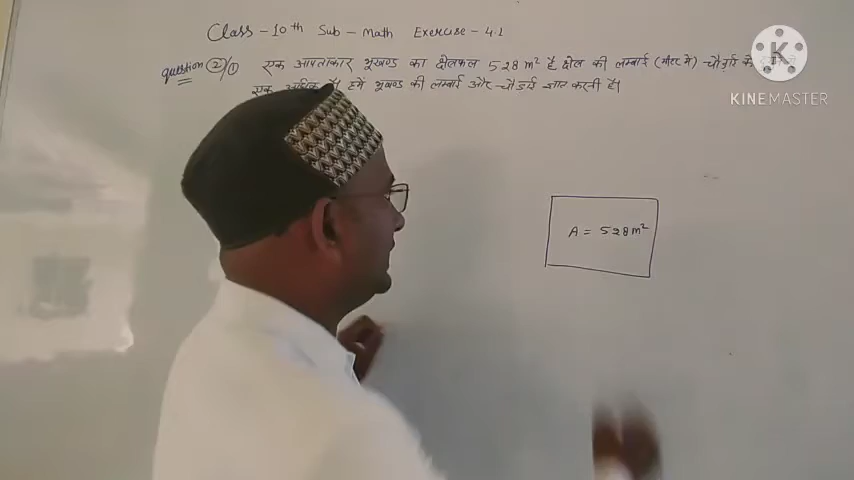 Class - 10th Sub - Math Exercise - 4.2
question ②/① एक आयताकार भूखण्ड का क्षेत्रफल 528 m² है क्षेत्र की लम्बाई (मीटर में) चौड़ाई के
एक अधिक है। हमें भूखण्ड की लम्बाई और चौड़ाई ज्ञात करनी है।
A = 528 m²
K
KINEMASTER